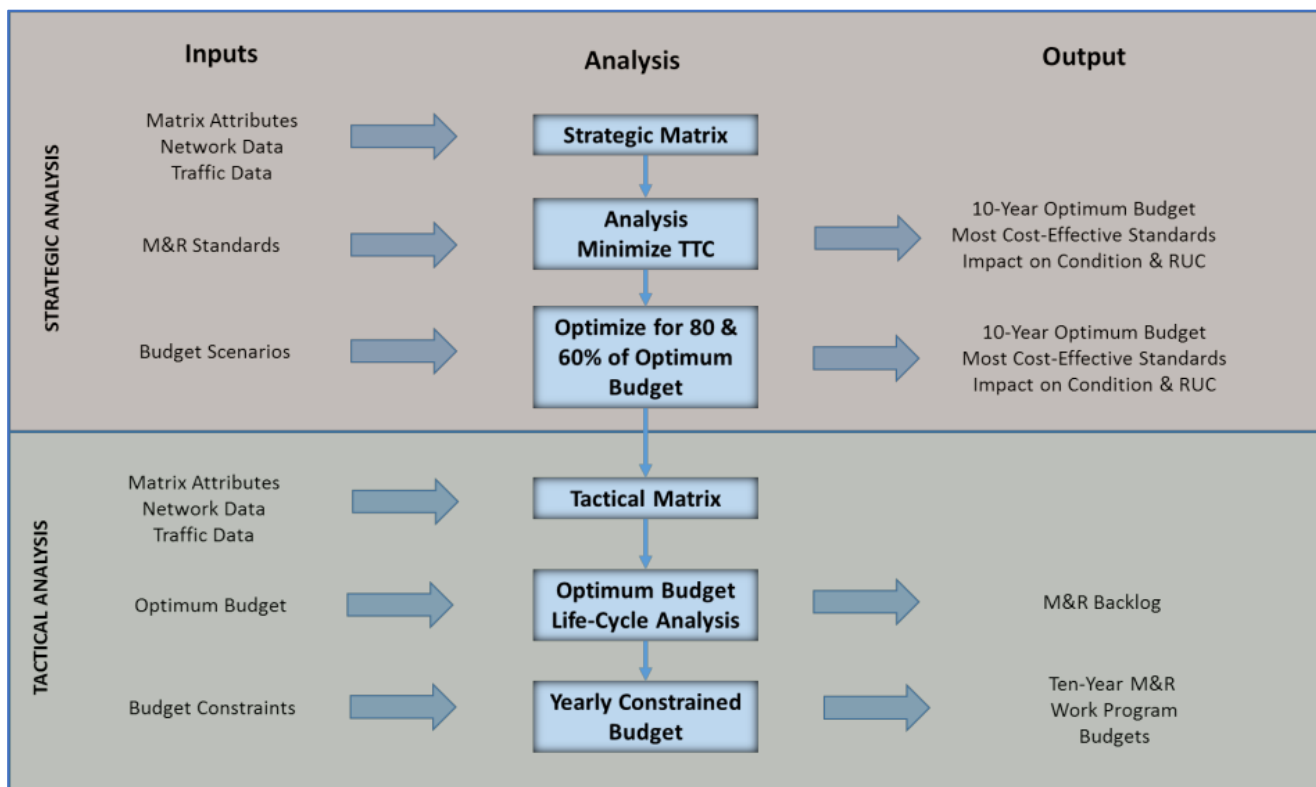 Inputs
Analysis
Output
STRATEGIC ANALYSIS
Matrix Attributes
Network Data
Traffic Data
Strategic Matrix
M&R Standards
Analysis
Minimize TTC
10-Year Optimum Budget
Most Cost-Effective Standards
Impact on Condition & RUC
Budget Scenarios
Optimize for 80 &
60% of Optimum
Budget
10-Year Optimum Budget
Most Cost-Effective Standards
Impact on Condition & RUC
TACTICAL ANALYSIS
Matrix Attributes
Network Data
Traffic Data
Tactical Matrix
Optimum Budget
Optimum Budget
Life-Cycle Analysis
M&R Backlog
Budget Constraints
Yearly Constrained
Budget
Ten-Year M&R
Work Program
Budgets